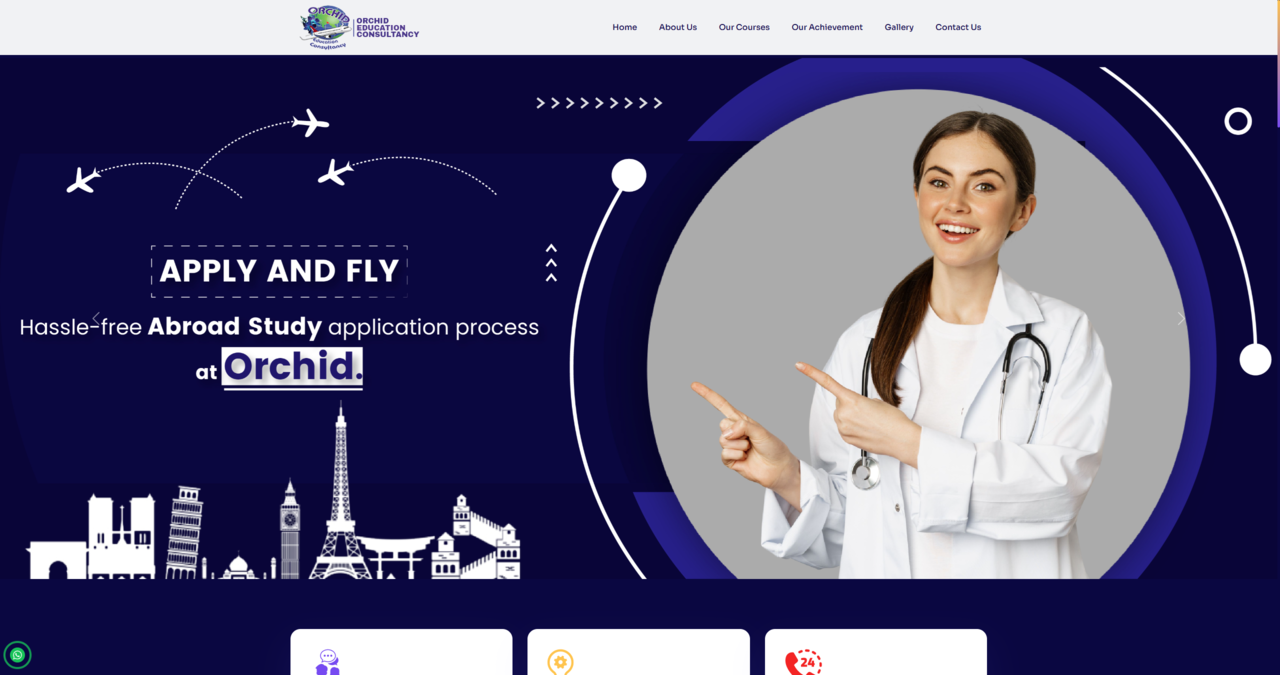 ORCHID
Education
Consultancy
ORCHID
EDUCATION
CONSULTANCY
Home
About Us
Our Courses
Our Achievement
Gallery
Contact Us
APPLY AND FLY
Hassle-free Abroad Study application process
at Orchid.
24